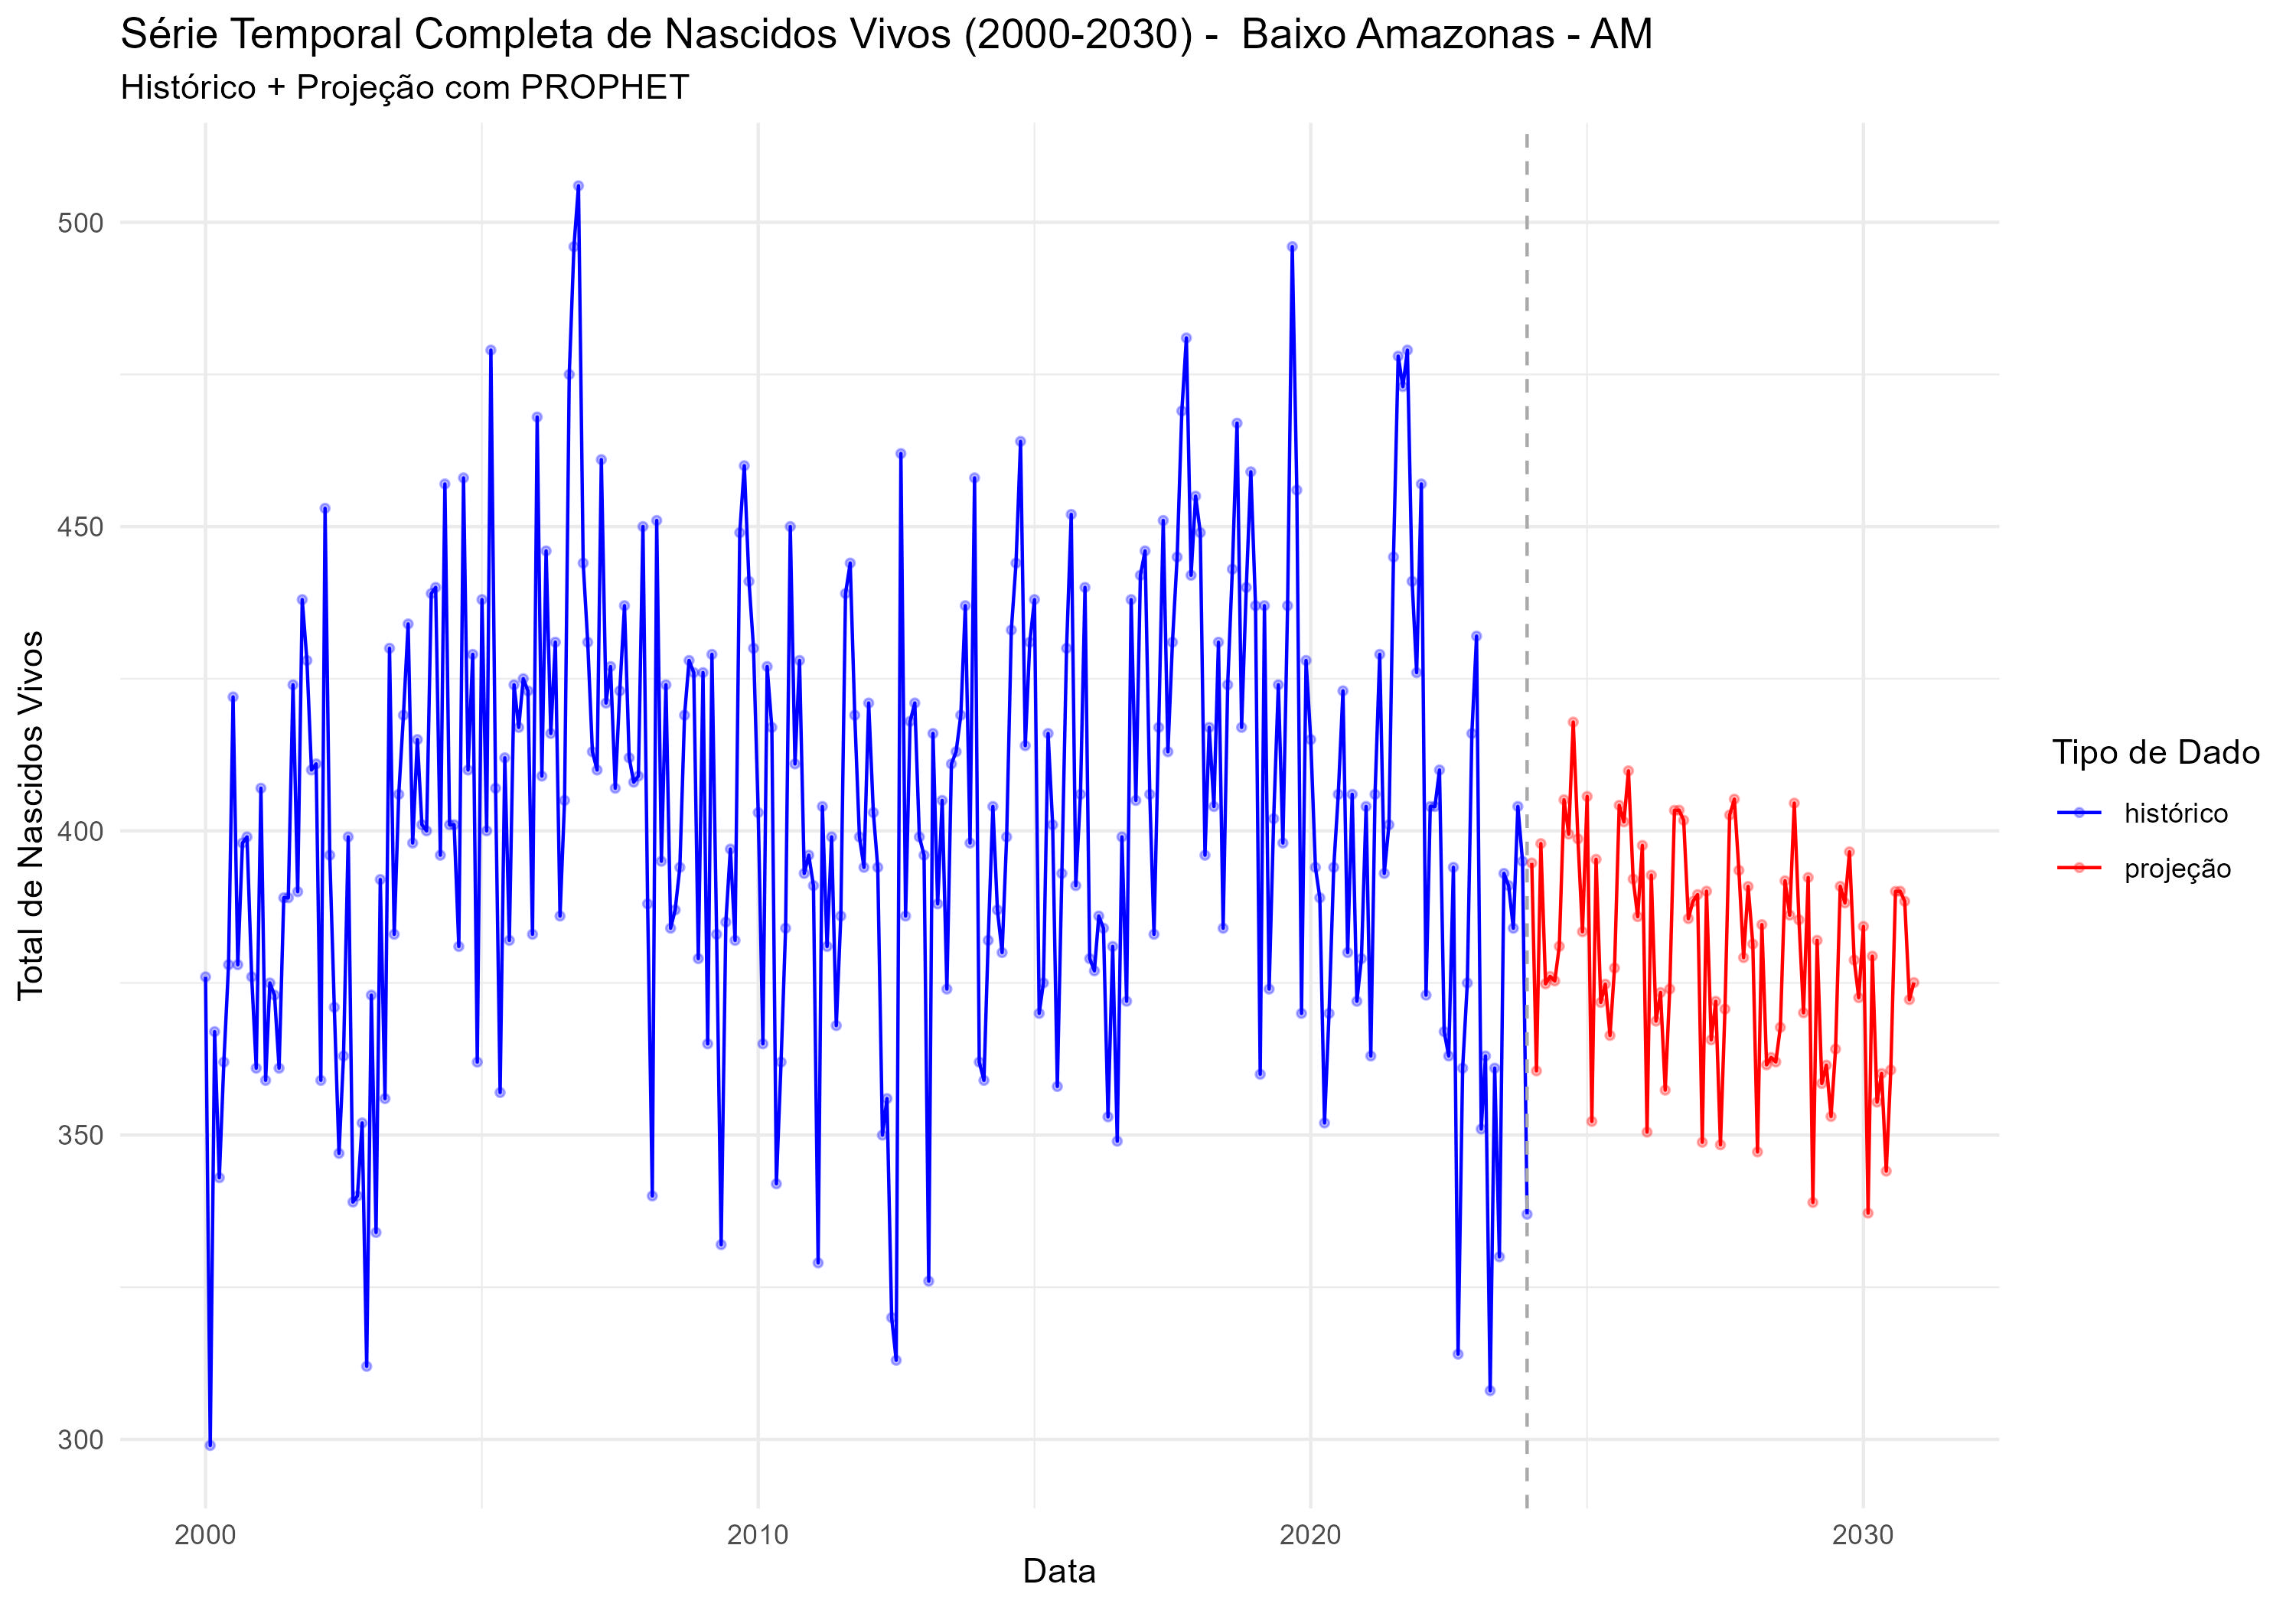 Série Temporal Completa de Nascidos Vivos (2000-2030) -  Baixo Amazonas - AM
Histórico + Projeção com PROPHET
Total de Nascidos Vivos
500
450
400
350
300
2000
2010
2020
2030
Data
Tipo de Dado
histórico
projeção